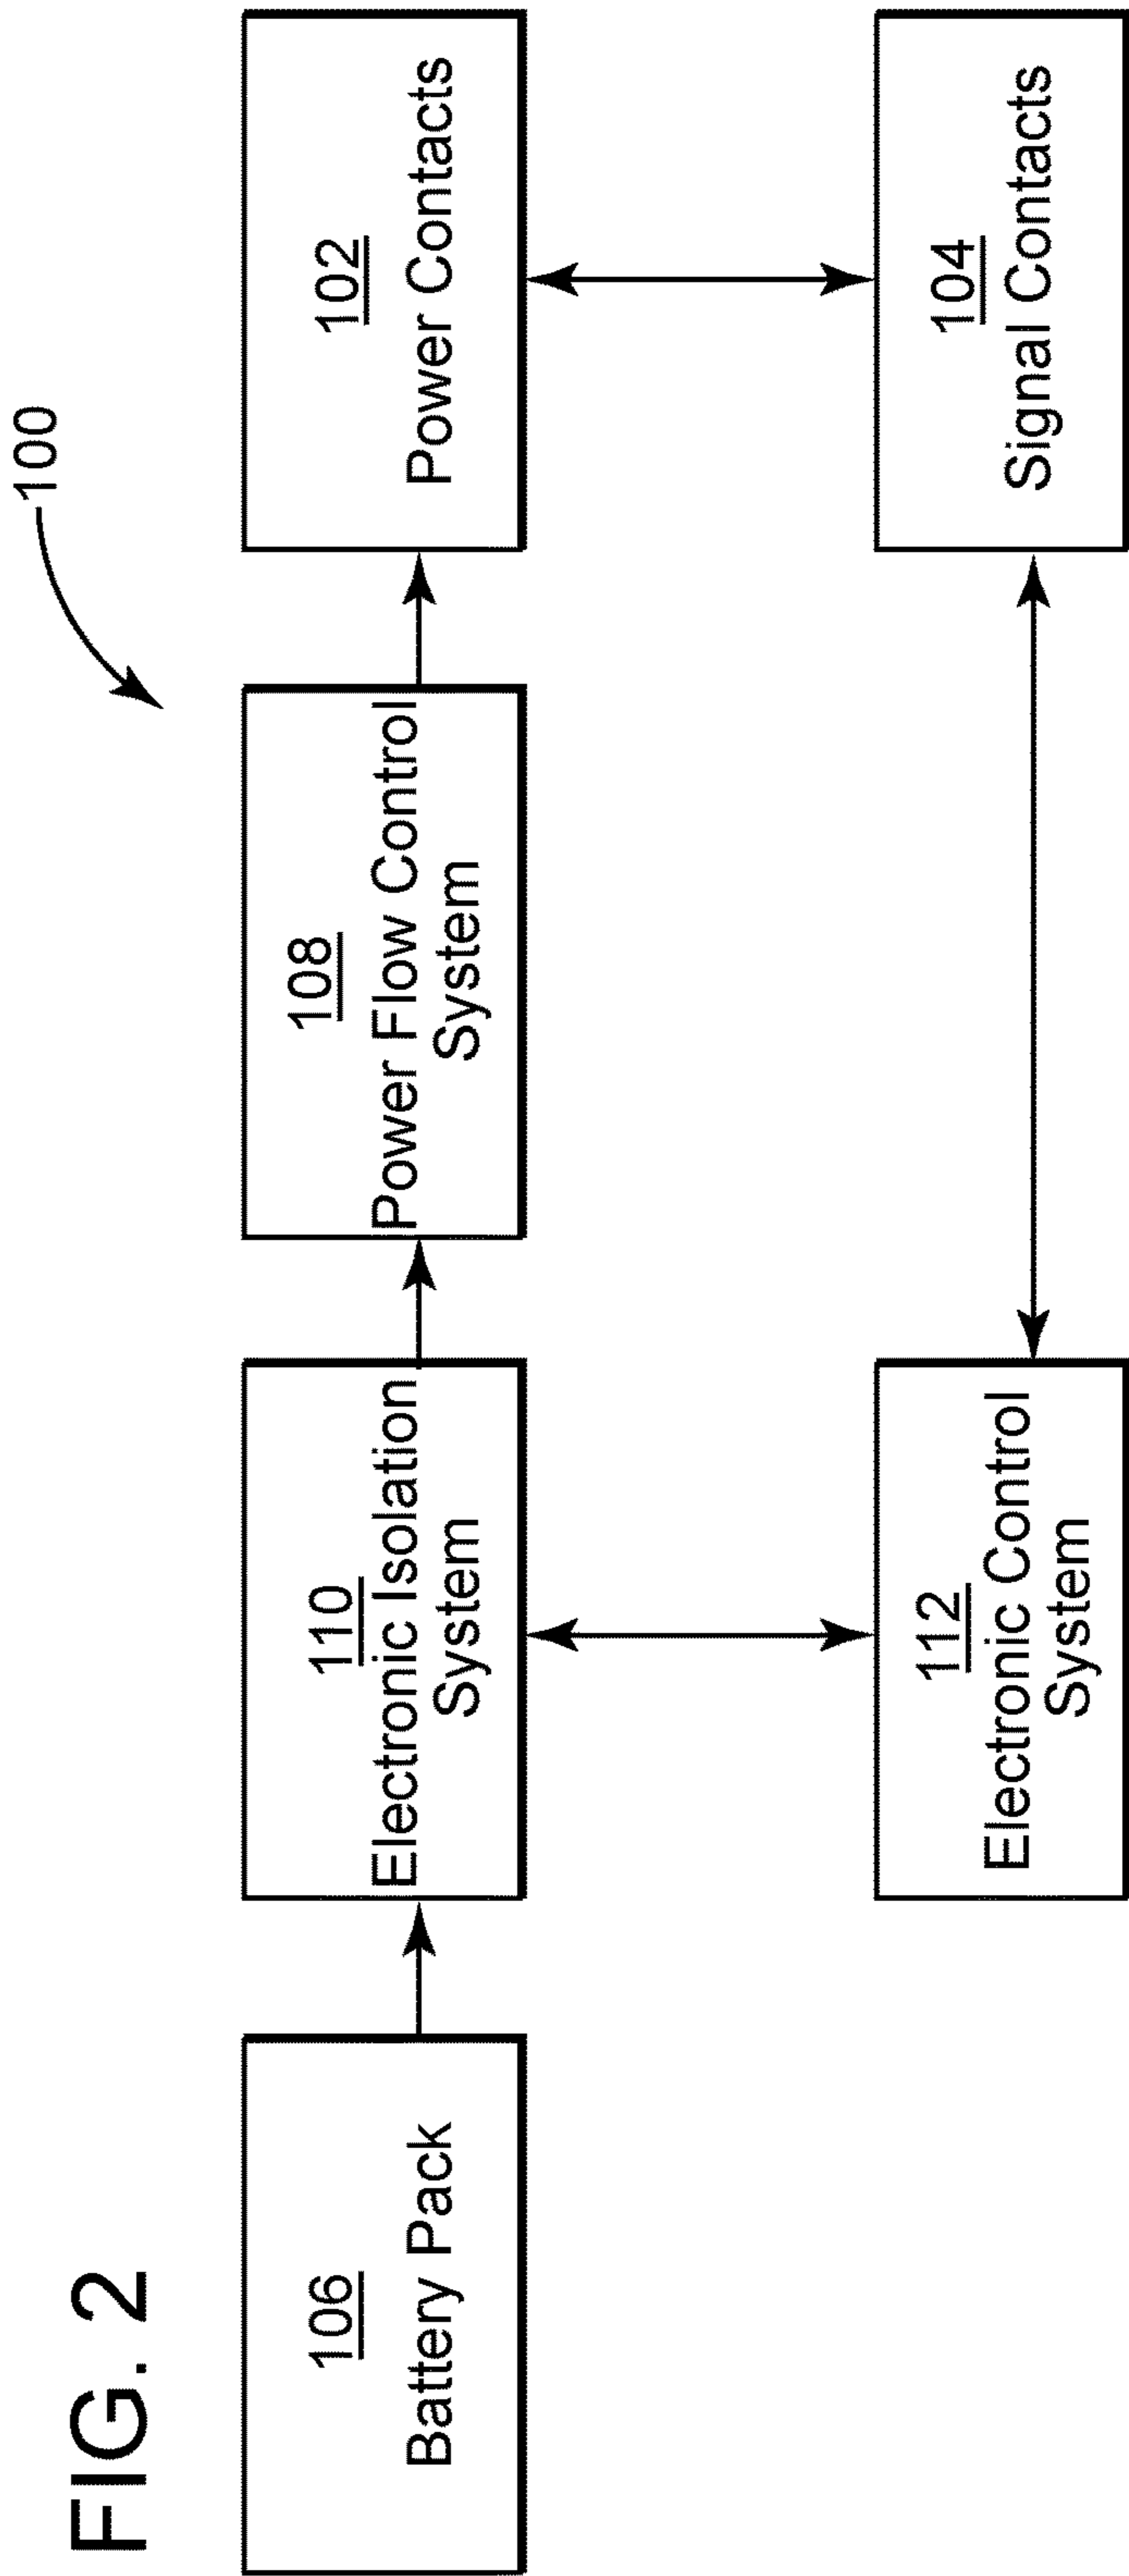 FIG. 2
100
106
Battery Pack
110
Electronic Isolation
System
108
Power Flow Control
System
102
Power Contacts
112
Electronic Control
System
104
Signal Contacts